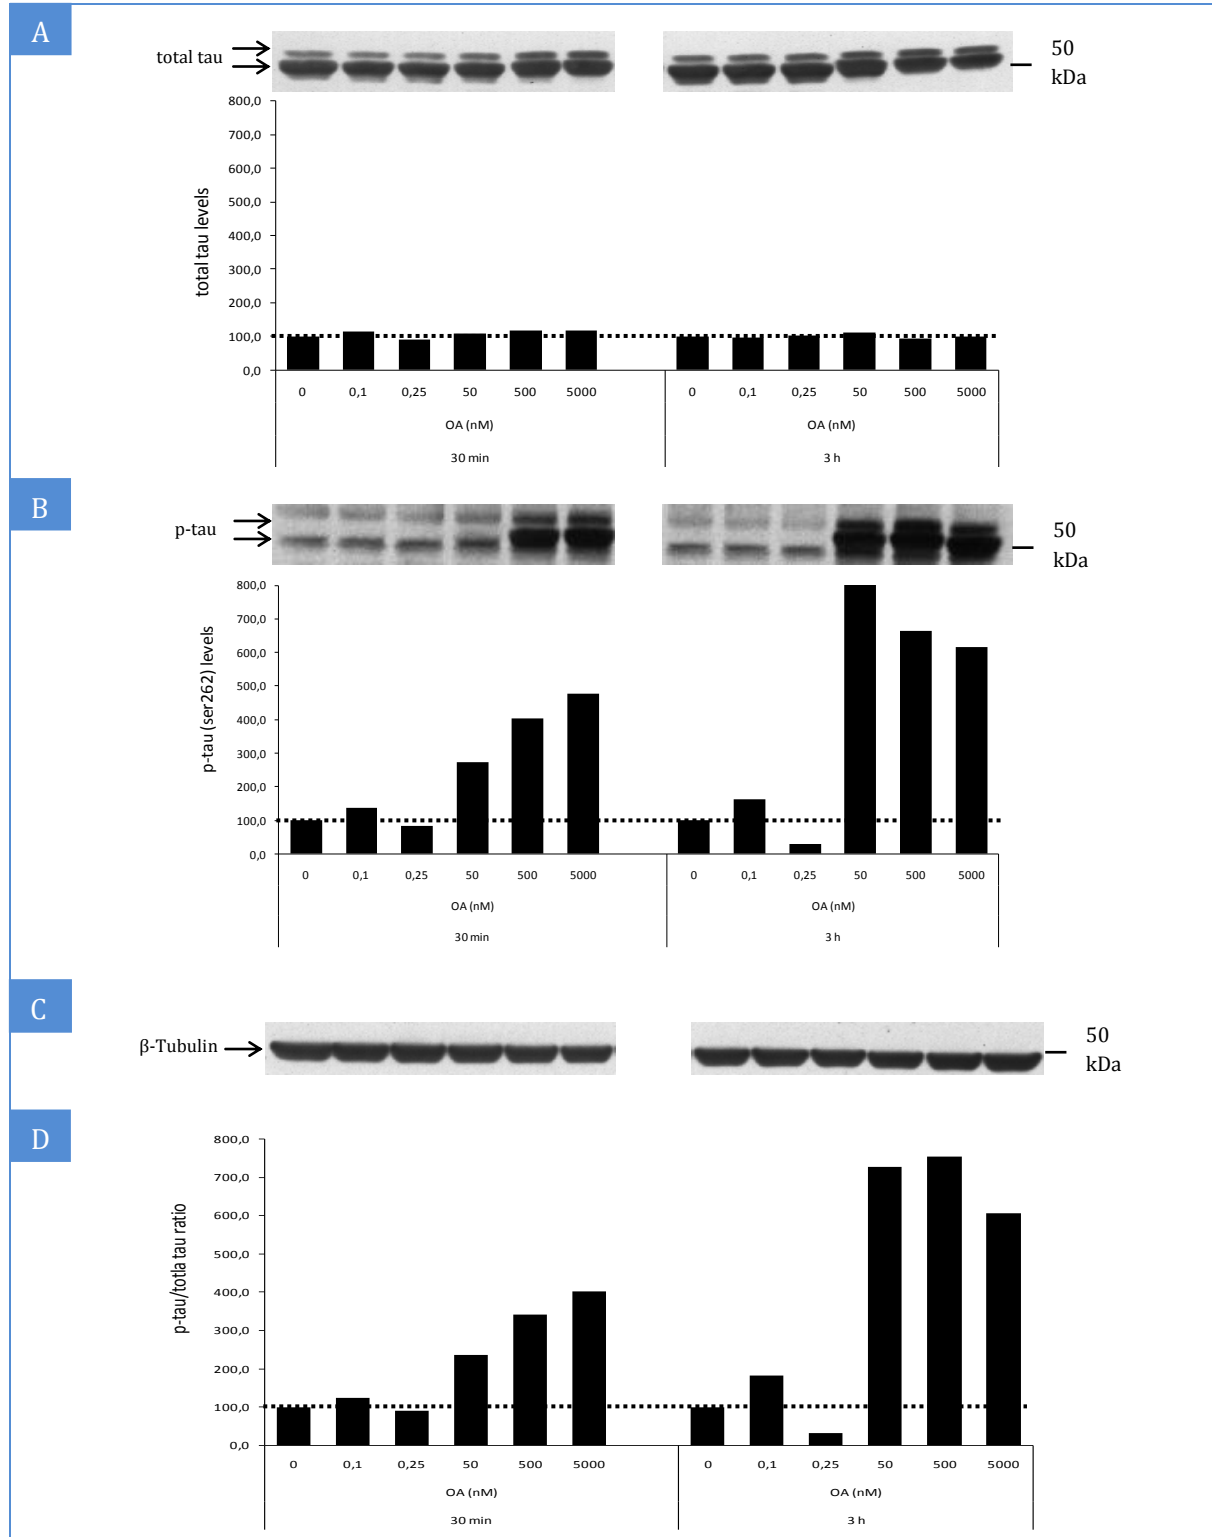 A
total tau
50
kDa
800,0
700,0
600,0
500,0
400,0
300,0
200,0
100,0
0,0
total tau levels
0 0,1 0,25 50 500 5000 0 0,1 0,25 50 500 5000
OA (nM) OA (nM)
30 min 3 h
B
p-tau
50
kDa
800,0
700,0
600,0
500,0
400,0
300,0
200,0
100,0
0,0
p-tau (ser262) levels
0 0,1 0,25 50 500 5000 0 0,1 0,25 50 500 5000
OA (nM) OA (nM)
30 min 3 h
C
β-Tubulin
50
kDa
D
800,0
700,0
600,0
500,0
400,0
300,0
200,0
100,0
0,0
p-tau/totla tau ratio
0 0,1 0,25 50 500 5000 0 0,1 0,25 50 500 5000
OA (nM) OA (nM)
30 min 3 h